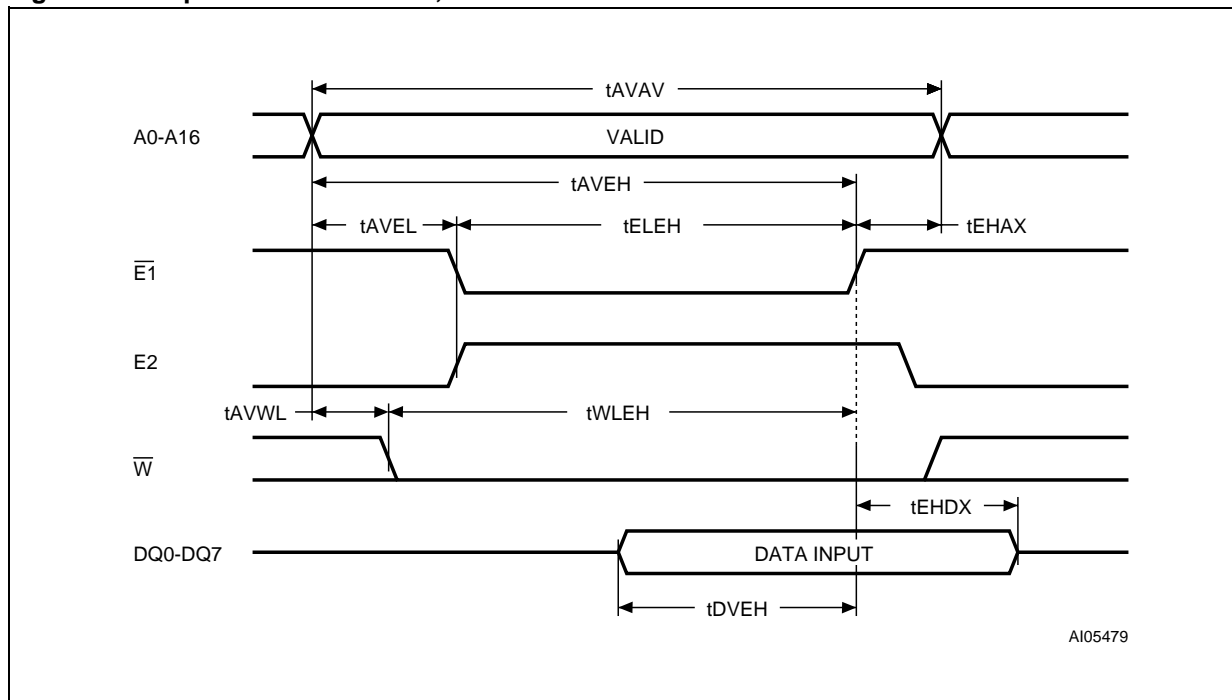 tAVAV
A0-A16
VALID
tAVEH
tAVEL
tELEH
tEHAX
E1
E2
tAVWL
tWLEH
W
tEHDX
DQ0-DQ7
DATA INPUT
tDVEH
AI05479